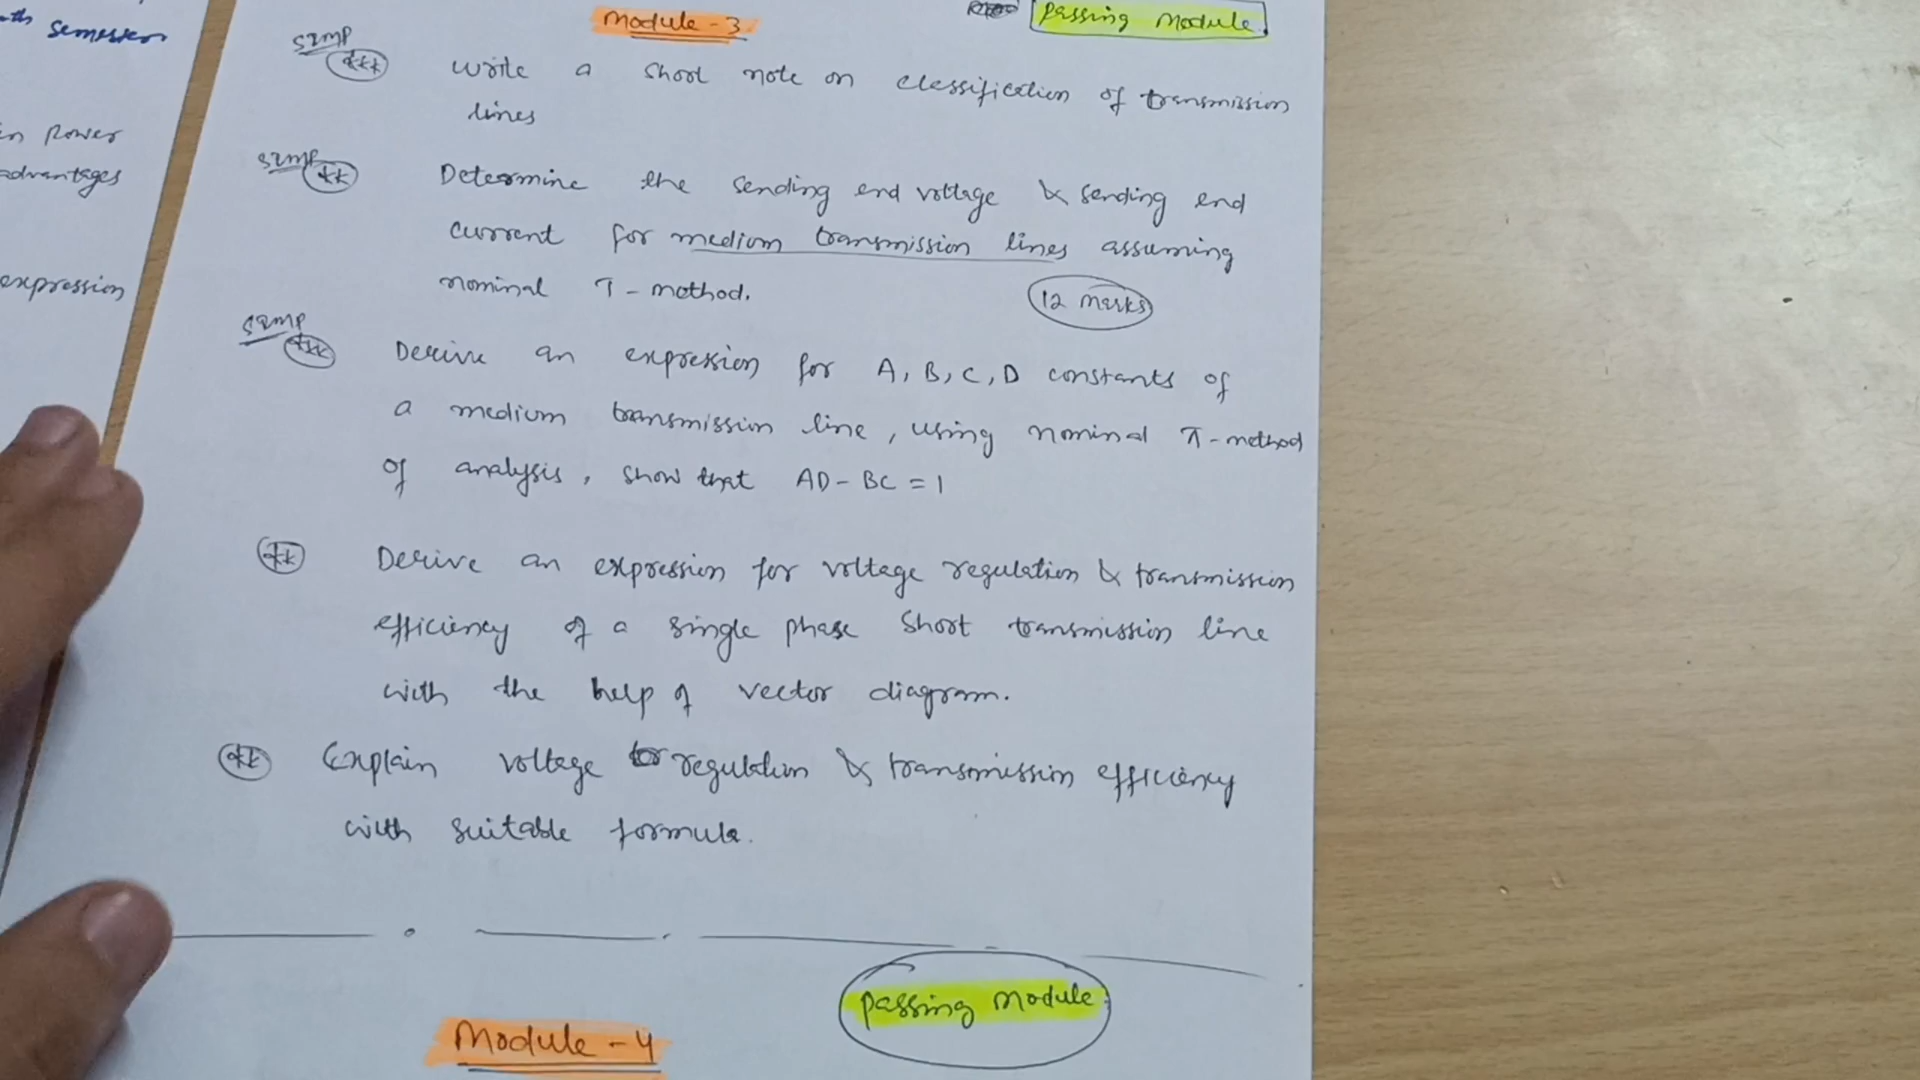 th semester
in power
advantages
expression
Module - 3
Passing Module
SIMP
***
write a short note on classification of transmission
lines
SIMP
**
Determine the sending end voltage & sending end
current for medium transmission lines assuming
nominal T - method.
12 marks
SIMP
***
Derive an expression for A, B, C, D constants of
a medium transmission line, using nominal π - method
of analysis, show that AD - BC = 1
**
Derive an expression for voltage regulation & transmission
efficiency of a single phase short transmission line
with the help of vector diagram.
**
Explain voltage regulation & transmission efficiency
with suitable formula.
Passing Module
Module - 4